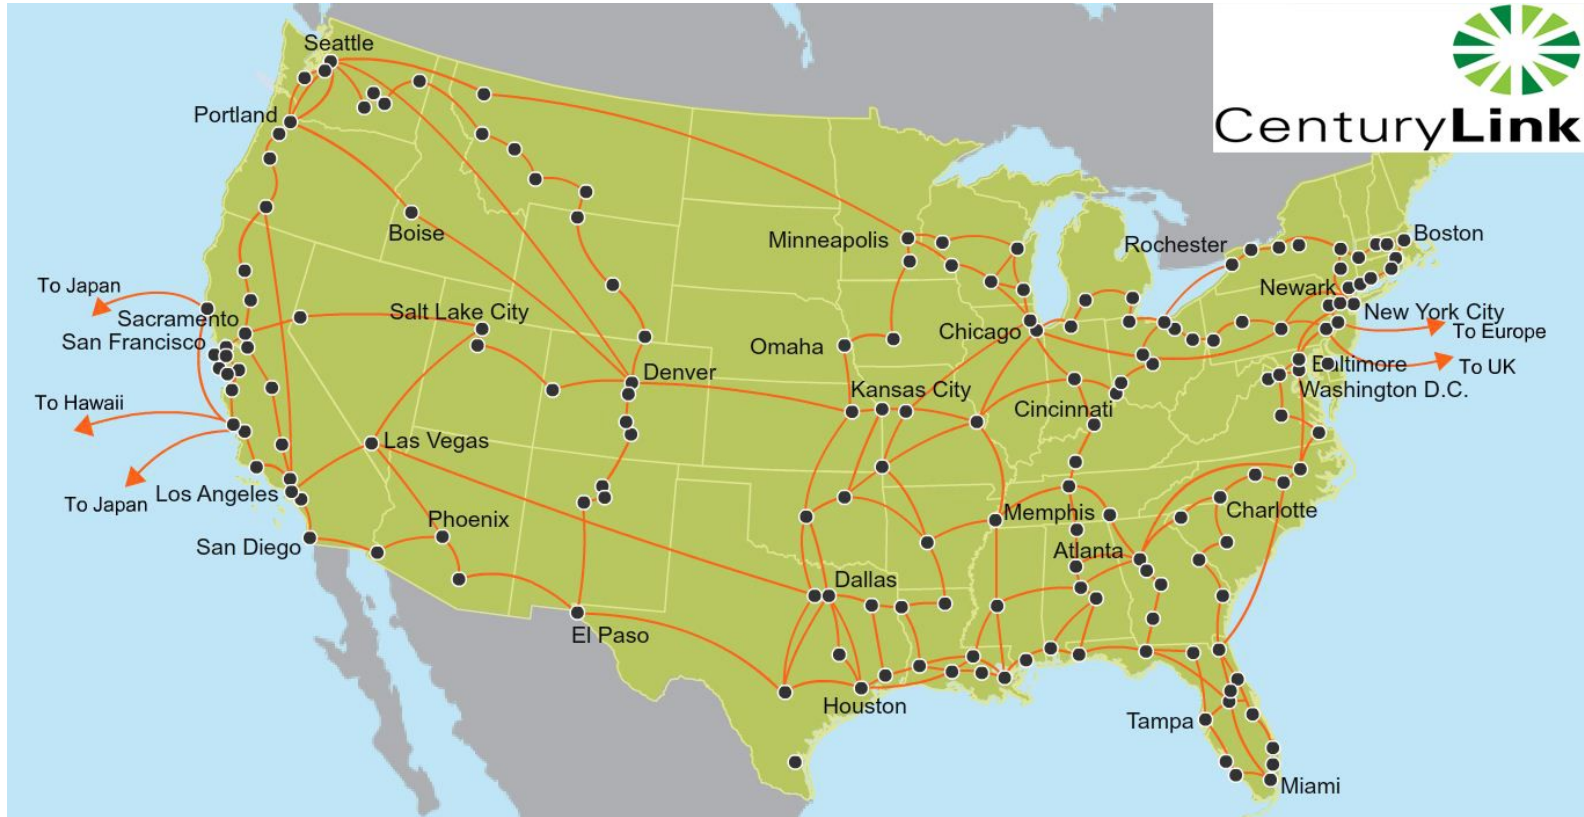 Seattle
CenturyLink
Portland
Boise
Minneapolis
Rochester
Boston
To Japan
Newark
Salt Lake City
Sacramento
New York City
San Francisco
Chicago
To Europe
Omaha
Baltimore
To UK
Denver
Kansas City
Washington D.C.
To Hawaii
Cincinnati
Las Vegas
To Japan
Los Angeles
Phoenix
Memphis
Charlotte
San Diego
Atlanta
Dallas
El Paso
Houston
Tampa
Miami